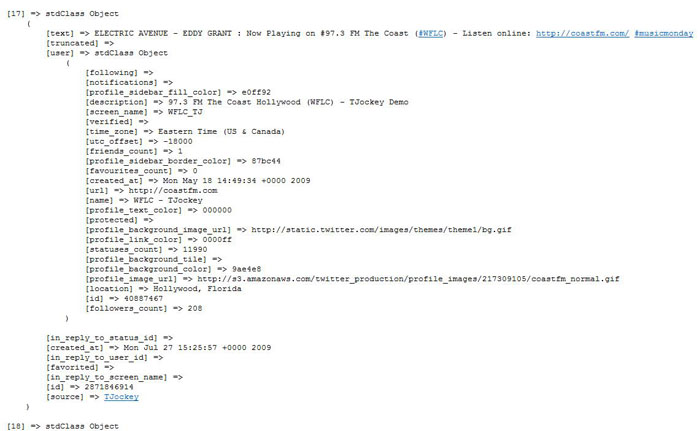 [17] => stdClass Object
(
[text] => ELECTRIC AVENUE - EDDY GRANT : Now Playing on #97.3 FM The Coast (#WFLC) - Listen online: http://coastfm.com/ #musicmonday
[truncated] =>
[user] => stdClass Object
(
[following] =>
[notifications] =>
[profile_sidebar_fill_color] => e0ff92
[description] => 97.3 FM The Coast Hollywood (WFLC) - TJockey Demo
[screen_name] => WFLC_TJ
[verified] =>
[time_zone] => Eastern Time (US & Canada)
[utc_offset] => -18000
[friends_count] => 1
[profile_sidebar_border_color] => 87bc44
[favourites_count] => 0
[created_at] => Mon May 18 14:49:34 +0000 2009
[url] => http://coastfm.com
[name] => WFLC - TJockey
[profile_text_color] => 000000
[protected] =>
[profile_background_image_url] => http://static.twitter.com/images/themes/theme1/bg.gif
[profile_link_color] => 0000ff
[statuses_count] => 11990
[profile_background_tile] =>
[profile_background_color] => 9ae4e8
[profile_image_url] => http://s3.amazonaws.com/twitter_production/profile_images/217309105/coastfm_normal.gif
[location] => Hollywood, Florida
[id] => 40887467
[followers_count] => 208
)
[in_reply_to_status_id] =>
[created_at] => Mon Jul 27 15:25:57 +0000 2009
[in_reply_to_user_id] =>
[favorited] =>
[in_reply_to_screen_name] =>
[id] => 2871846914
[source] => TJockey
)
[18] => stdClass Object